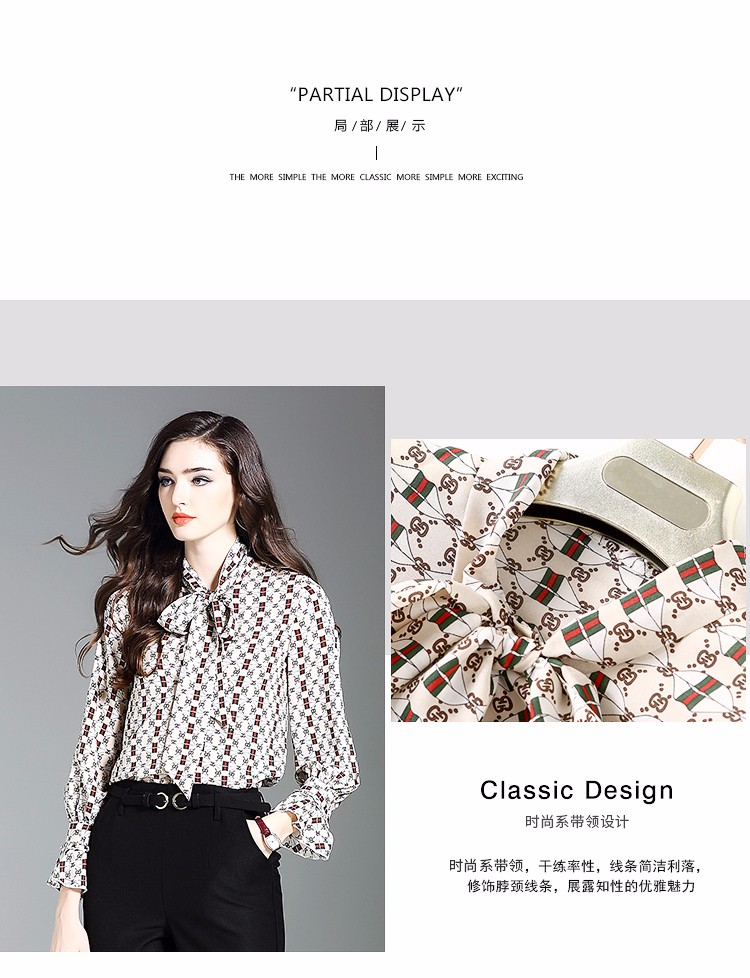 “PARTIAL DISPLAY”
局/部/展/示
THE MORE SIMPLE THE MORE CLASSIC MORE SIMPLE MORE EXCITING
Classic Design
时尚系带领设计
时尚系带领，干练率性，线条简洁利落，
修饰脖颈线条，展露知性的优雅魅力